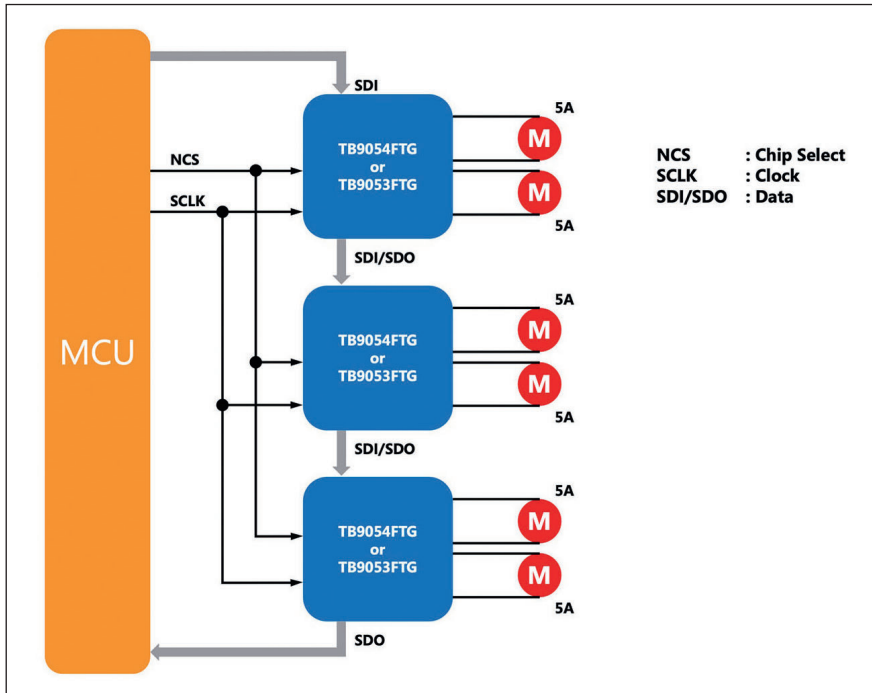 MCU
SDI
NCS
SCLK
TB9054FTG
or
TB9053FTG
5A
M
M
5A
SDI/SDO
TB9054FTG
or
TB9053FTG
5A
M
M
5A
SDI/SDO
TB9054FTG
or
TB9053FTG
5A
M
M
5A
SDO
NCS : Chip Select
SCLK : Clock
SDI/SDO : Data